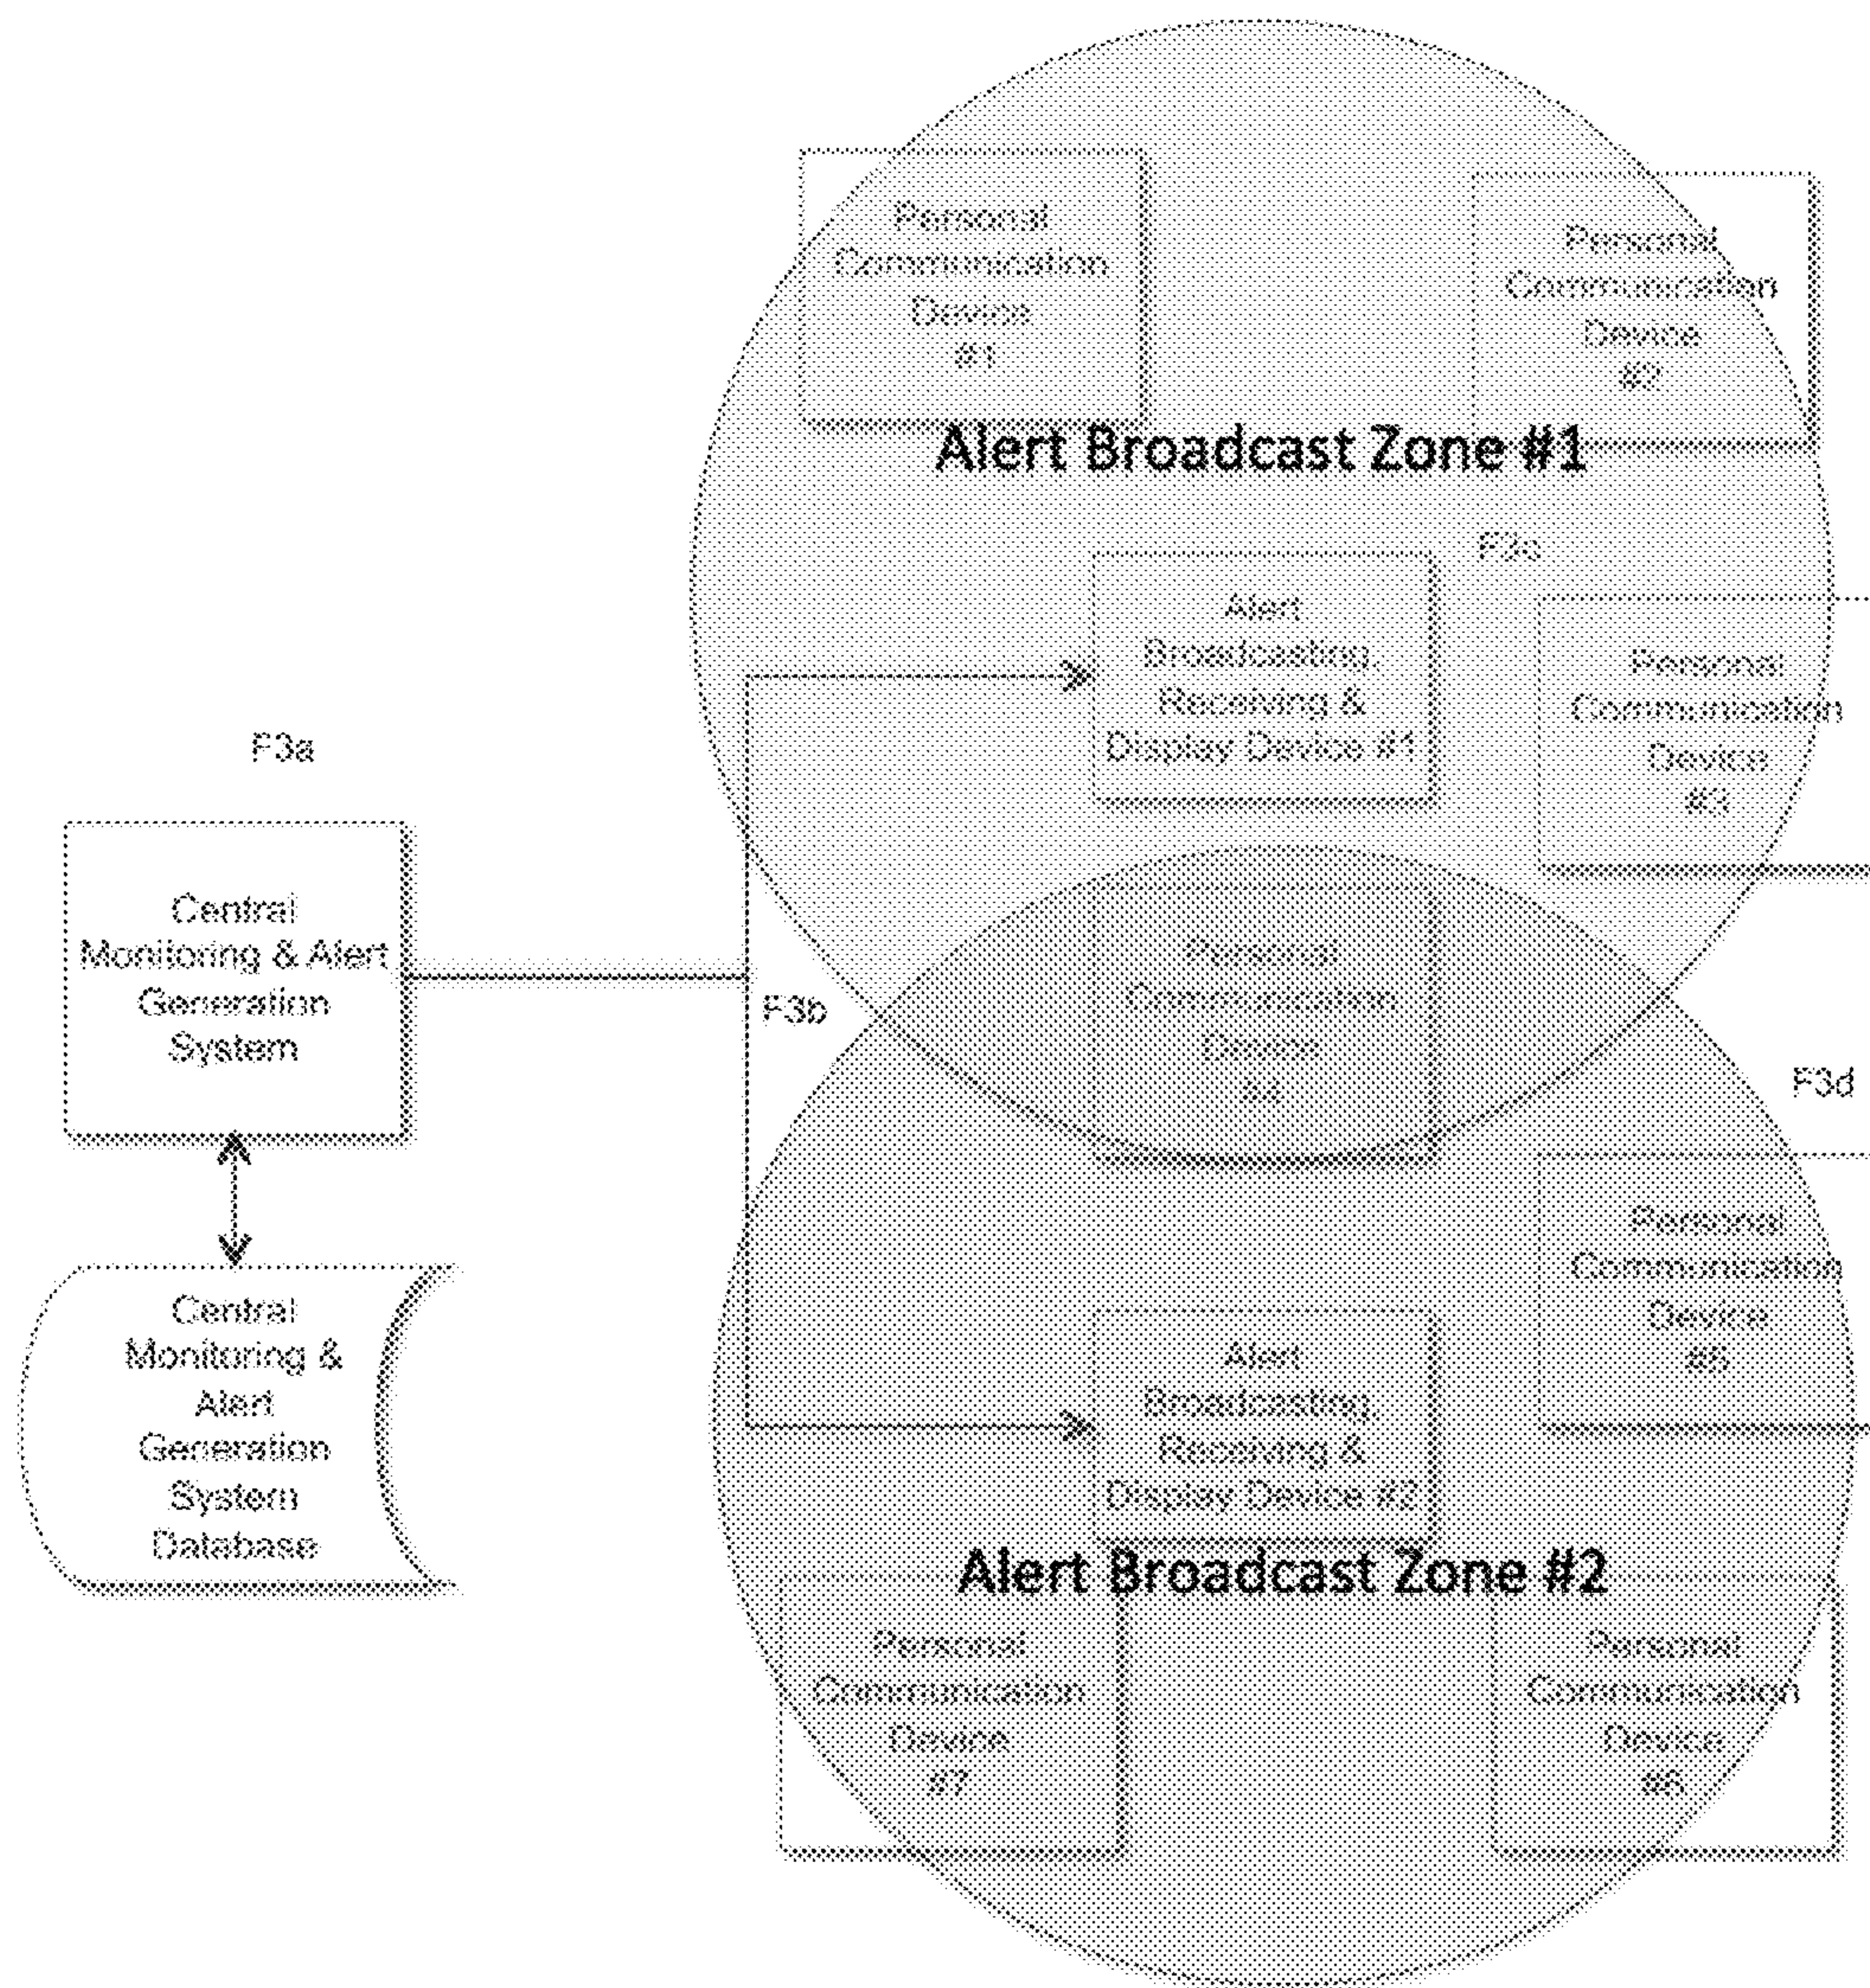 Personal
Communication
Device
#1
Personal
Communication
Device
#2
Alert Broadcast Zone #1
F3c
Alert
Broadcasting,
Receiving &
Display Device #1
Personal
Communication
Device
#3
F3a
Central
Monitoring & Alert
Generation
System
F3b
Personal
Communication
Device
#4
F3d
Personal
Communication
Device
Central
Monitoring &
Alert
Generation
System
Database
Alert
Broadcasting,
Receiving &
Display Device #2
Alert Broadcast Zone #2
Personal
Communication
Device
#7
Personal
Communication
Device